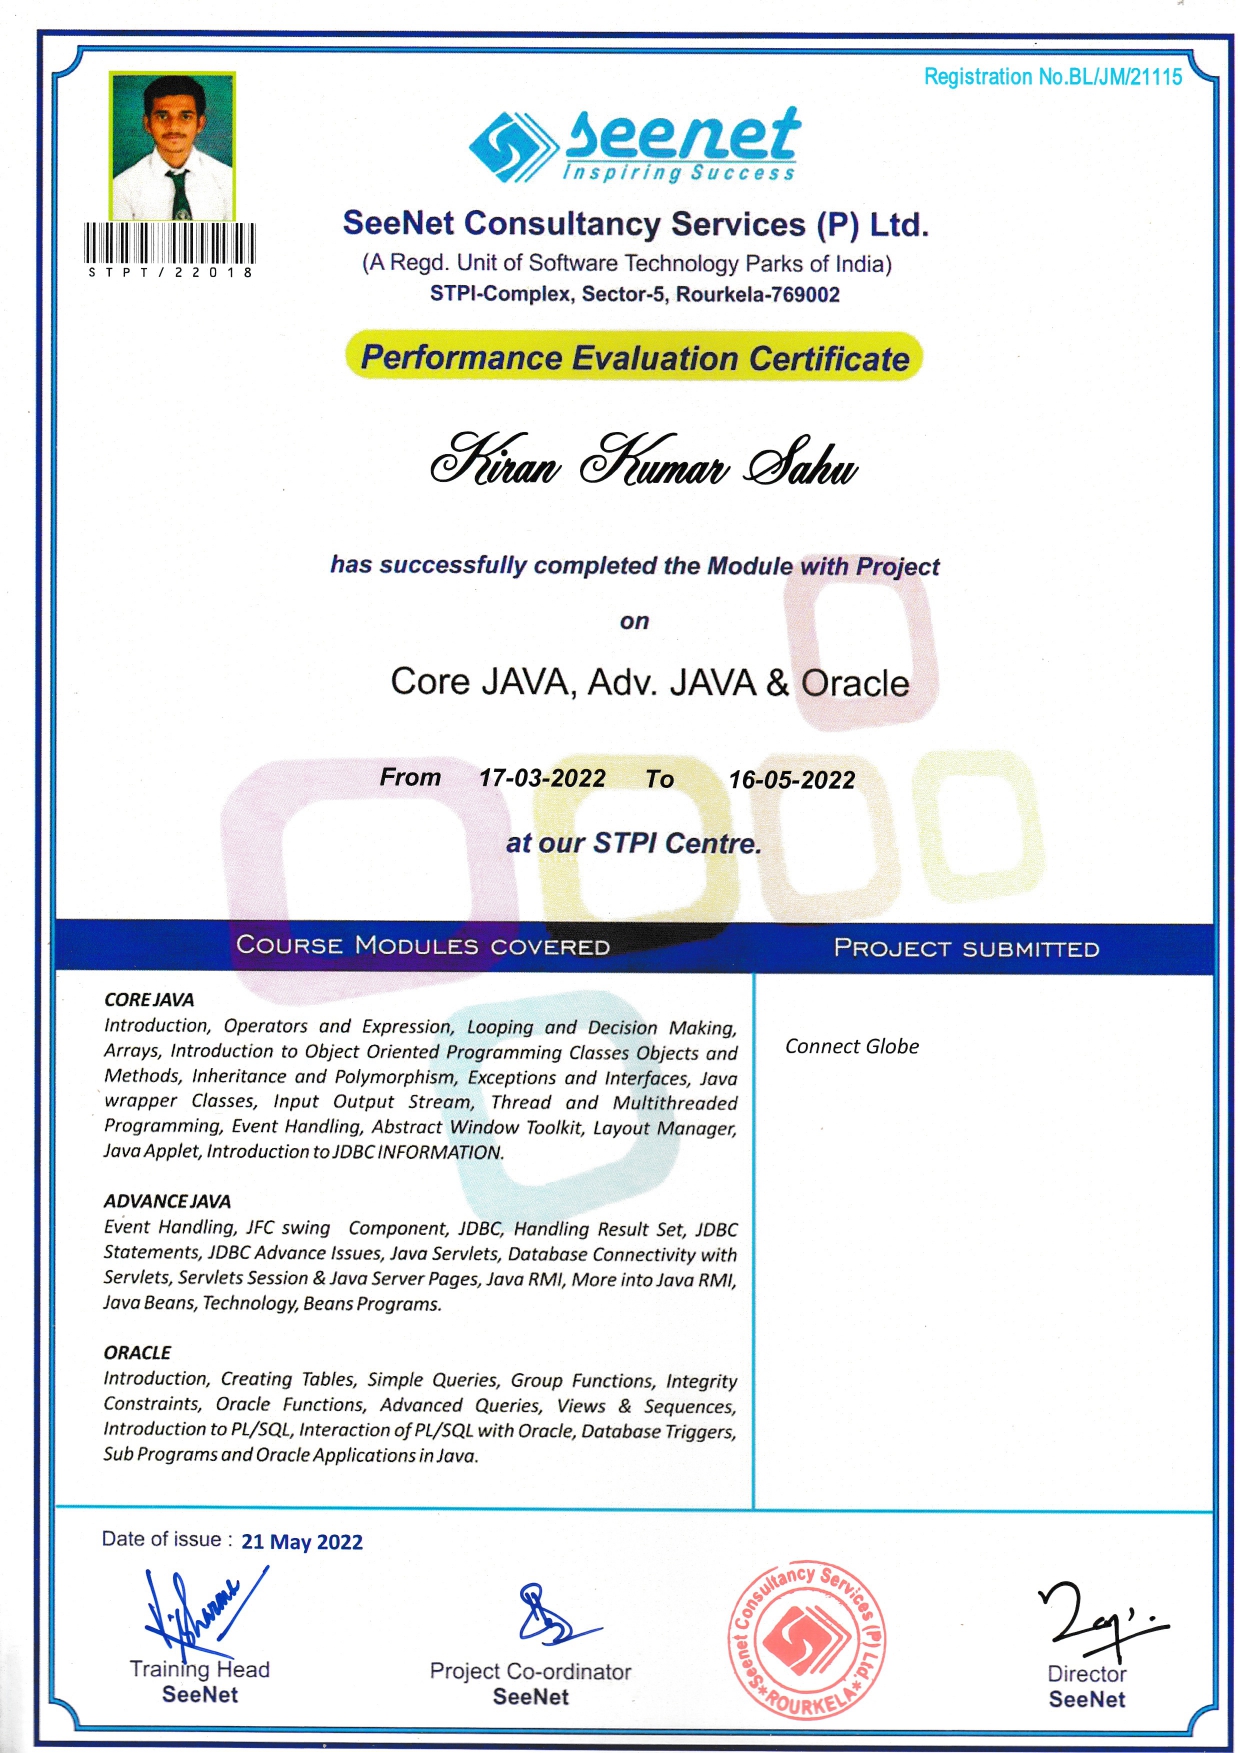 Registration No.BL/JM/21115
seenet
Inspiring Success
STPT/22018
SeeNet Consultancy Services (P) Ltd.
(A Regd. Unit of Software Technology Parks of India)
STPI-Complex, Sector-5, Rourkela-769002
Performance Evaluation Certificate
Kiran Kumar Sahu
has successfully completed the Module with Project
on
Core JAVA, Adv. JAVA & Oracle
From 17-03-2022 To 16-05-2022
at our STPI Centre.
COURSE MODULES COVERED
PROJECT SUBMITTED
CORE JAVA
Introduction, Operators and Expression, Looping and Decision Making,
Arrays, Introduction to Object Oriented Programming Classes Objects and
Methods, Inheritance and Polymorphism, Exceptions and Interfaces, Java
wrapper Classes, Input Output Stream, Thread and Multithreaded
Programming, Event Handling, Abstract Window Toolkit, Layout Manager,
Java Applet, Introduction to JDBC INFORMATION.
ADVANCE JAVA
Event Handling, JFC swing Component, JDBC, Handling Result Set, JDBC
Statements, JDBC Advance Issues, Java Servlets, Database Connectivity with
Servlets, Servlets Session & Java Server Pages, Java RMI, More into Java RMI,
Java Beans, Technology, Beans Programs.
ORACLE
Introduction, Creating Tables, Simple Queries, Group Functions, Integrity
Constraints, Oracle Functions, Advanced Queries, Views & Sequences,
Introduction to PL/SQL, Interaction of PL/SQL with Oracle, Database Triggers,
Sub Programs and Oracle Applications in Java.
Connect Globe
Date of issue : 21 May 2022
Training Head
SeeNet
Project Co-ordinator
SeeNet
Seenet Consultancy Services (P) Ltd.
*ROURKELA*
Director
SeeNet